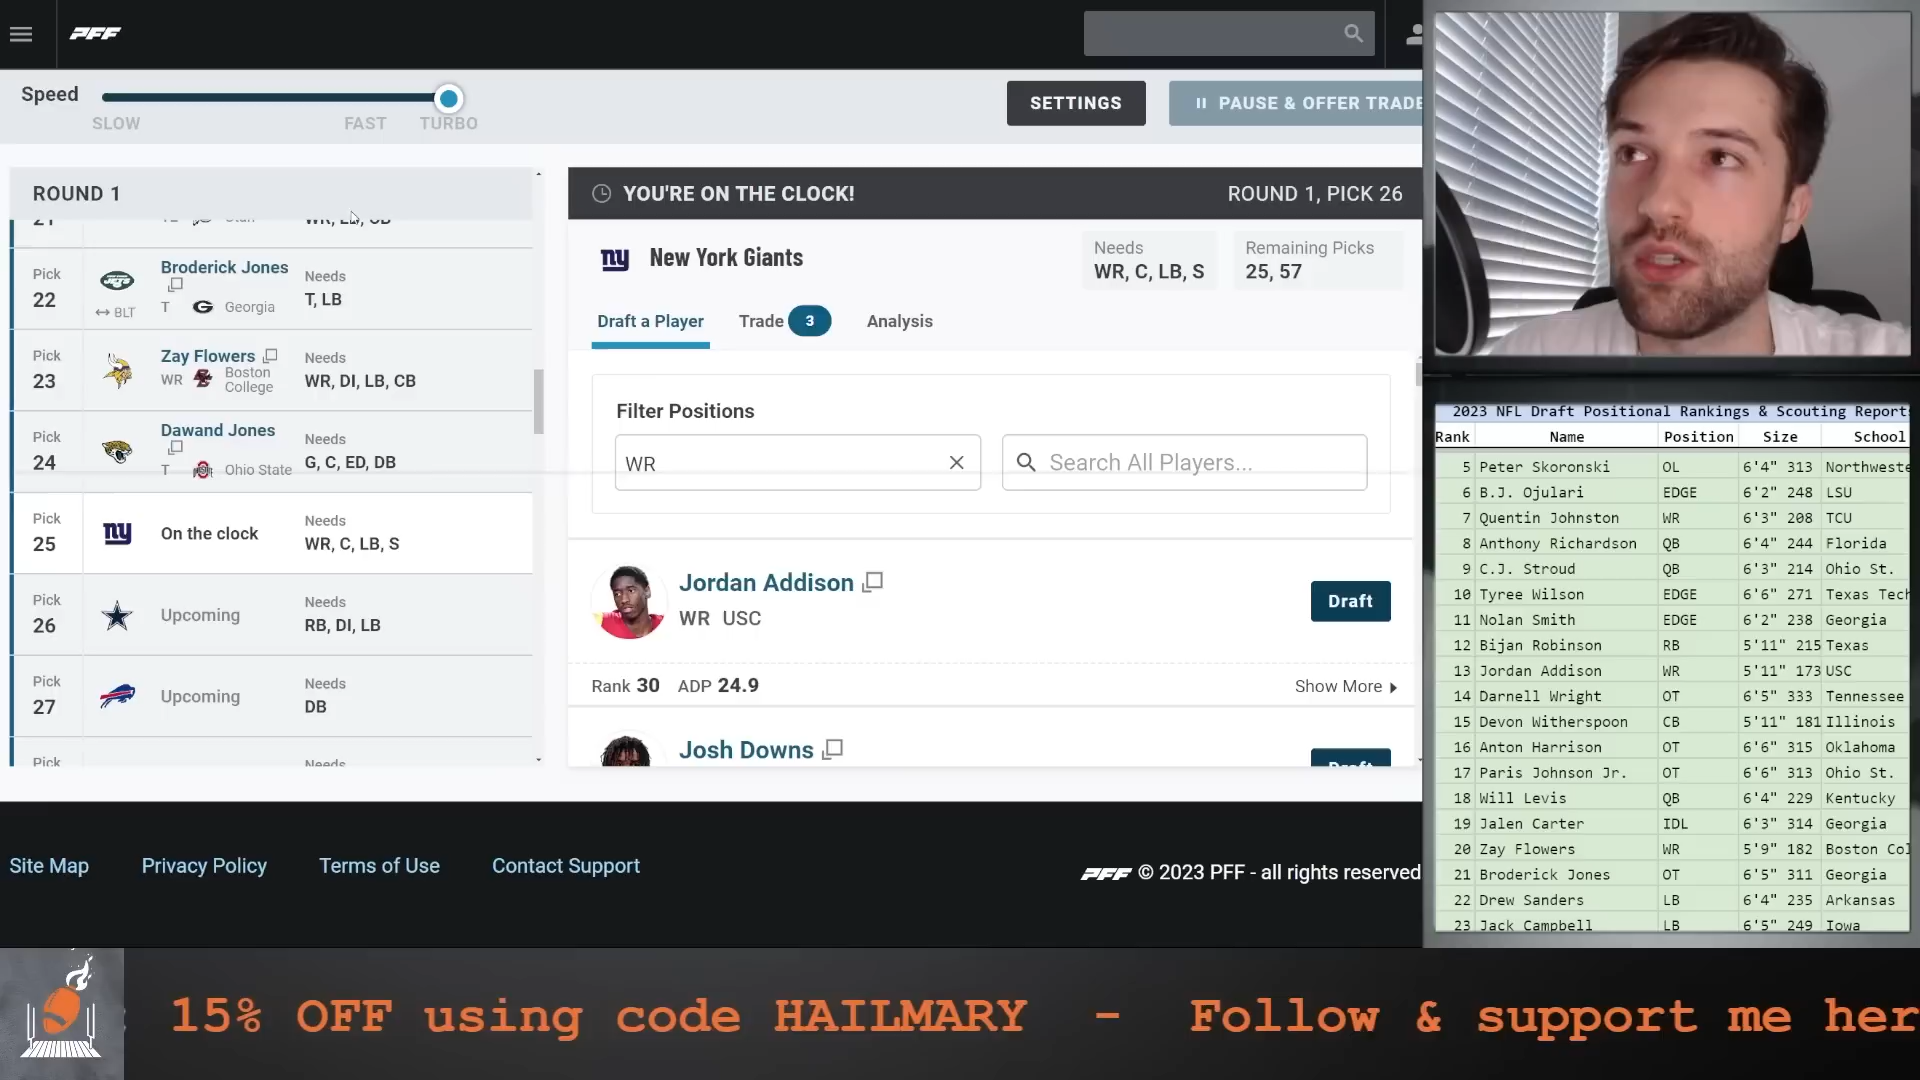 PFF
Speed
SLOW
FAST
TURBO
SETTINGS
PAUSE & OFFER TRADE
ROUND 1
21
WR,
Pick
22
BLT
Broderick Jones
T
Georgia
Needs
T, LB
Pick
23
Zay Flowers
WR
Boston
College
Needs
WR, DI, LB, CB
Pick
24
Dawand Jones
T
Ohio State
Needs
G, C, ED, DB
Pick
25
ny
On the clock
Needs
WR, C, LB, S
Pick
26
Upcoming
Needs
RB, DI, LB
Pick
27
Upcoming
Needs
DB
Pick
Needs
YOU'RE ON THE CLOCK!
ROUND 1, PICK 26
ny
New York Giants
Needs
WR, C, LB, S
Remaining Picks
25, 57
Draft a Player
Trade 3
Analysis
Filter Positions
WR
Search All Players...
Jordan Addison
WR USC
Draft
Rank 30 ADP 24.9
Show More
Josh Downs
Draft
Site Map
Privacy Policy
Terms of Use
Contact Support
PFF © 2023 PFF - all rights reserved
2023 NFL Draft Positional Rankings & Scouting Reports
Rank Name Position Size School
5 Peter Skoronski OL 6'4" 313 Northweste
6 B.J. Ojulari EDGE 6'2" 248 LSU
7 Quentin Johnston WR 6'3" 208 TCU
8 Anthony Richardson QB 6'4" 244 Florida
9 C.J. Stroud QB 6'3" 214 Ohio St.
10 Tyree Wilson EDGE 6'6" 271 Texas Tech
11 Nolan Smith EDGE 6'2" 238 Georgia
12 Bijan Robinson RB 5'11" 215 Texas
13 Jordan Addison WR 5'11" 173 USC
14 Darnell Wright OT 6'5" 333 Tennessee
15 Devon Witherspoon CB 5'11" 181 Illinois
16 Anton Harrison OT 6'6" 315 Oklahoma
17 Paris Johnson Jr. OT 6'6" 313 Ohio St.
18 Will Levis QB 6'4" 229 Kentucky
19 Jalen Carter IDL 6'3" 314 Georgia
20 Zay Flowers WR 5'9" 182 Boston Col
21 Broderick Jones OT 6'5" 311 Georgia
22 Drew Sanders LB 6'4" 235 Arkansas
23 Jack Campbell LB 6'5" 249 Iowa
15% OFF using code HAILMARY - Follow & support me her